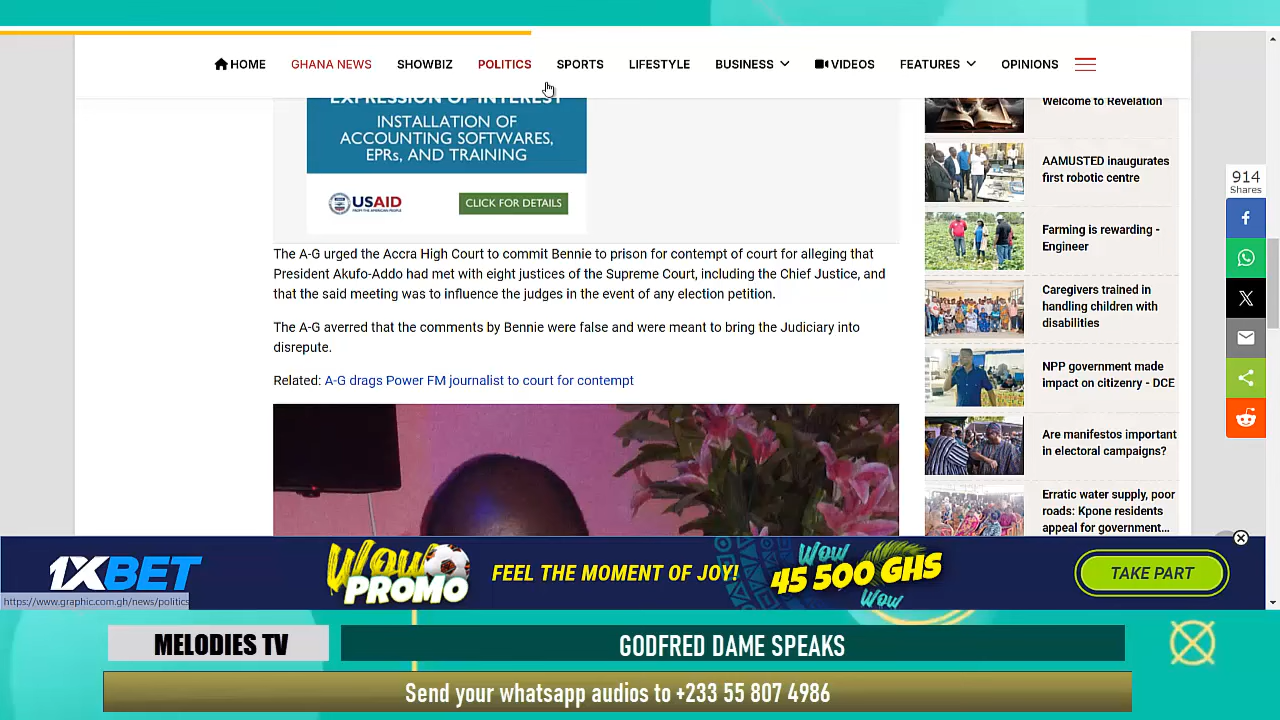 HOME GHANA NEWS SHOWBIZ POLITICS SPORTS LIFESTYLE BUSINESS VIDEOS FEATURES OPINIONS
EXPRESSION OF INTEREST
INSTALLATION OF
ACCOUNTING SOFTWARES,
EPRs, AND TRAINING
USAID
FROM THE AMERICAN PEOPLE
CLICK FOR DETAILS
The A-G urged the Accra High Court to commit Bennie to prison for contempt of court for alleging that
President Akufo-Addo had met with eight justices of the Supreme Court, including the Chief Justice, and
that the said meeting was to influence the judges in the event of any election petition.
The A-G averred that the comments by Bennie were false and were meant to bring the Judiciary into
disrepute.
Related: A-G drags Power FM journalist to court for contempt
Welcome to Revelation
AAMUSTED inaugurates
first robotic centre
Farming is rewarding -
Engineer
Caregivers trained in
handling children with
disabilities
NPP government made
impact on citizenry - DCE
Are manifestos important
in electoral campaigns?
Erratic water supply, poor
roads: Kpone residents
appeal for government...
914
Shares
1XBET
WOW
PROMO
FEEL THE MOMENT OF JOY!
WOW
45 500 GHS
WOW
TAKE PART
https://www.graphic.com.gh/news/politics
MELODIES TV
GODFRED DAME SPEAKS
Send your whatsapp audios to +233 55 807 4986